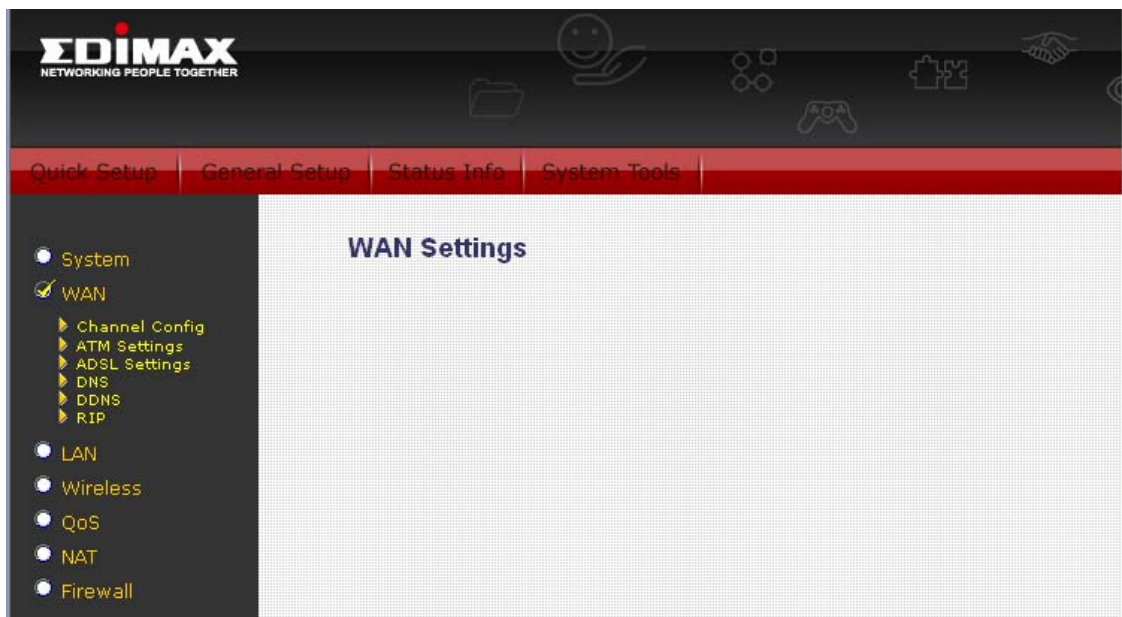 EDIMAX
NETWORKING PEOPLE TOGETHER
Quick Setup
General Setup
Status Info
System Tools
WAN Settings
System
WAN
Channel Config
ATM Settings
ADSL Settings
DNS
DDNS
RIP
LAN
Wireless
QoS
NAT
Firewall